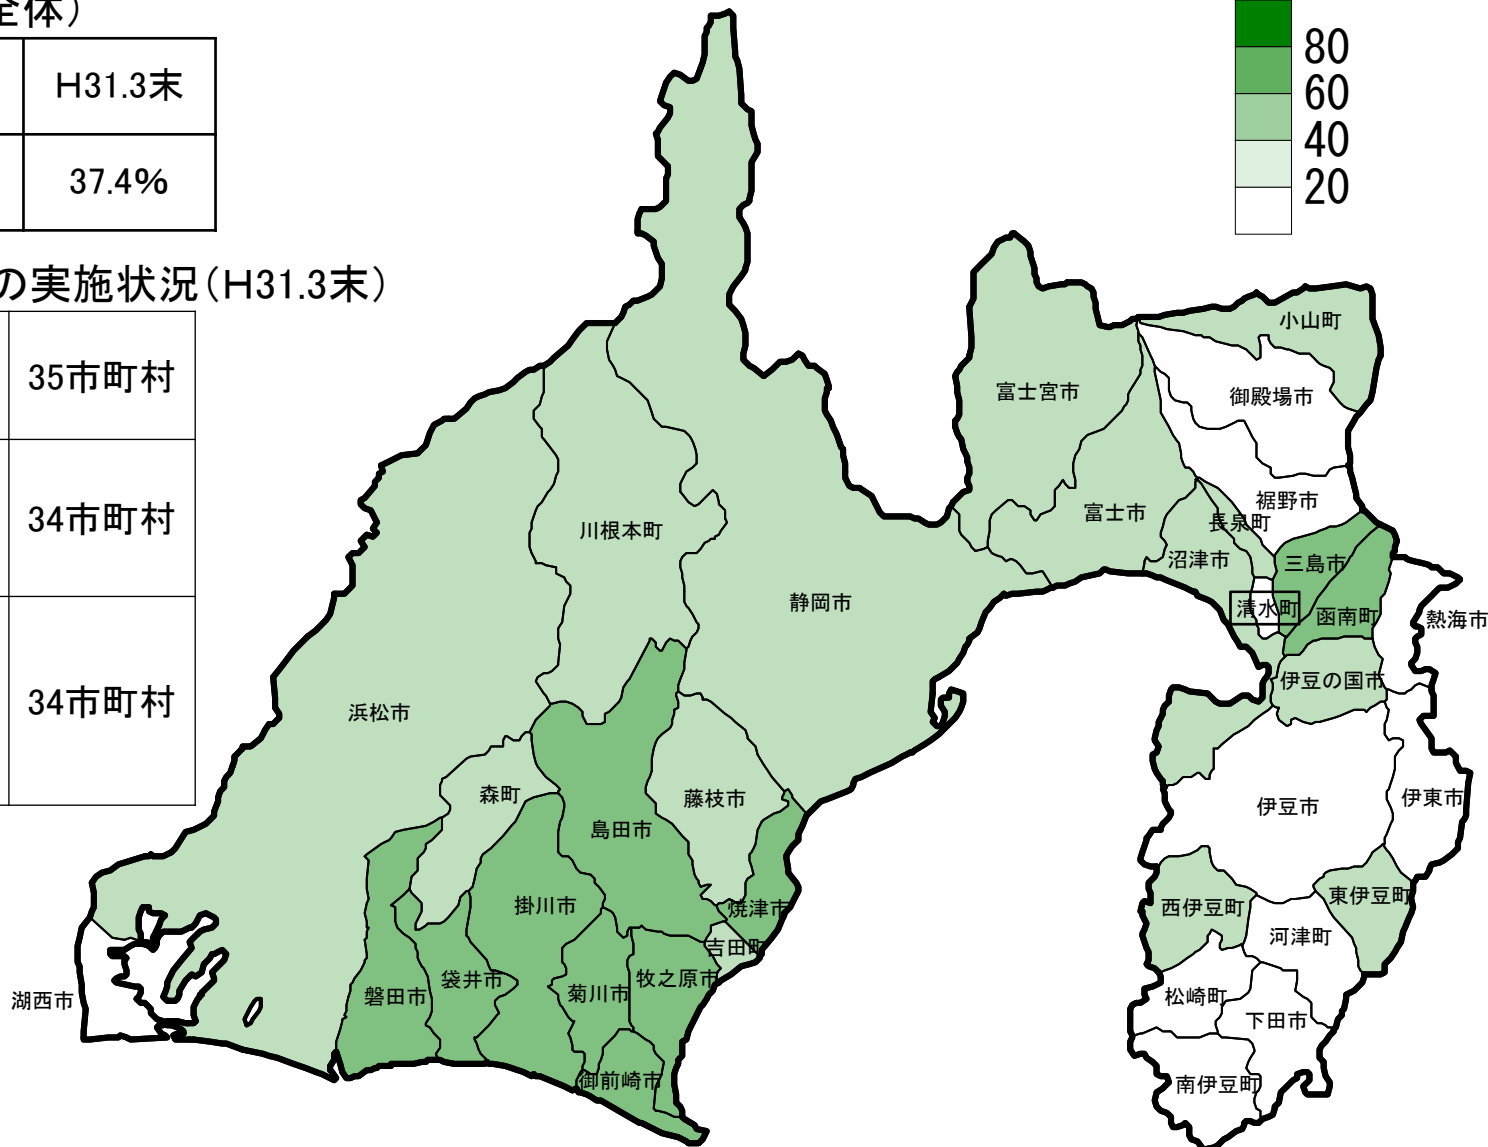 全体）
H31.3末
37.4%
の実施状況（H31.3末）
35市町村
34市町村
34市町村
80
60
40
20
小山町
御殿場市
富士宮市
裾野市
富士市
長泉町
川根本町
沼津市
三島市
静岡市
清水町
函南町
熱海市
伊豆の国市
浜松市
森町
藤枝市
伊豆市
伊東市
島田市
掛川市
焼津市
西伊豆町
東伊豆町
吉田町
河津町
袋井市
牧之原市
磐田市
菊川市
湖西市
松崎町
下田市
御前崎市
南伊豆町